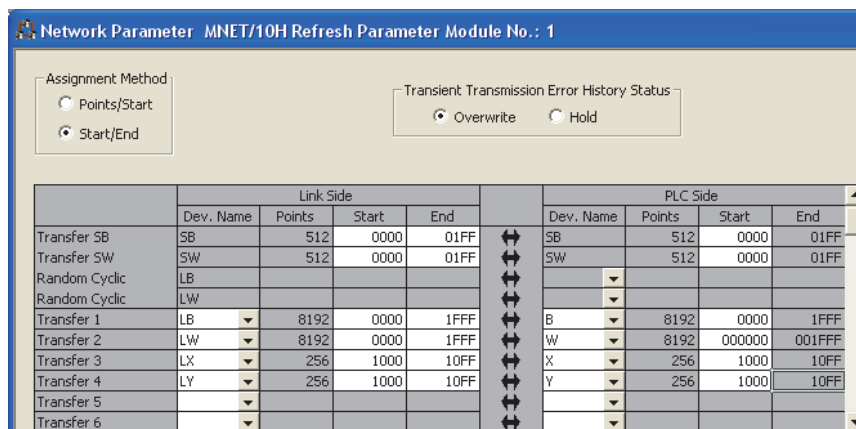 Network Parameter MNET/10H Refresh Parameter Module No.: 1
Assignment Method
Points/Start
Start/End
Transient Transmission Error History Status
Overwrite Hold
Link Side PLC Side
Dev. Name Points Start End Dev. Name Points Start End
Transfer SB SB 512 0000 01FF SB 512 0000 01FF
Transfer SW SW 512 0000 01FF SW 512 0000 01FF
Random Cyclic LB
Random Cyclic LW
Transfer 1 LB 8192 0000 1FFF B 8192 0000 1FFF
Transfer 2 LW 8192 0000 1FFF W 8192 000000 001FFF
Transfer 3 LX 256 1000 10FF X 256 1000 10FF
Transfer 4 LY 256 1000 10FF Y 256 1000 10FF
Transfer 5
Transfer 6